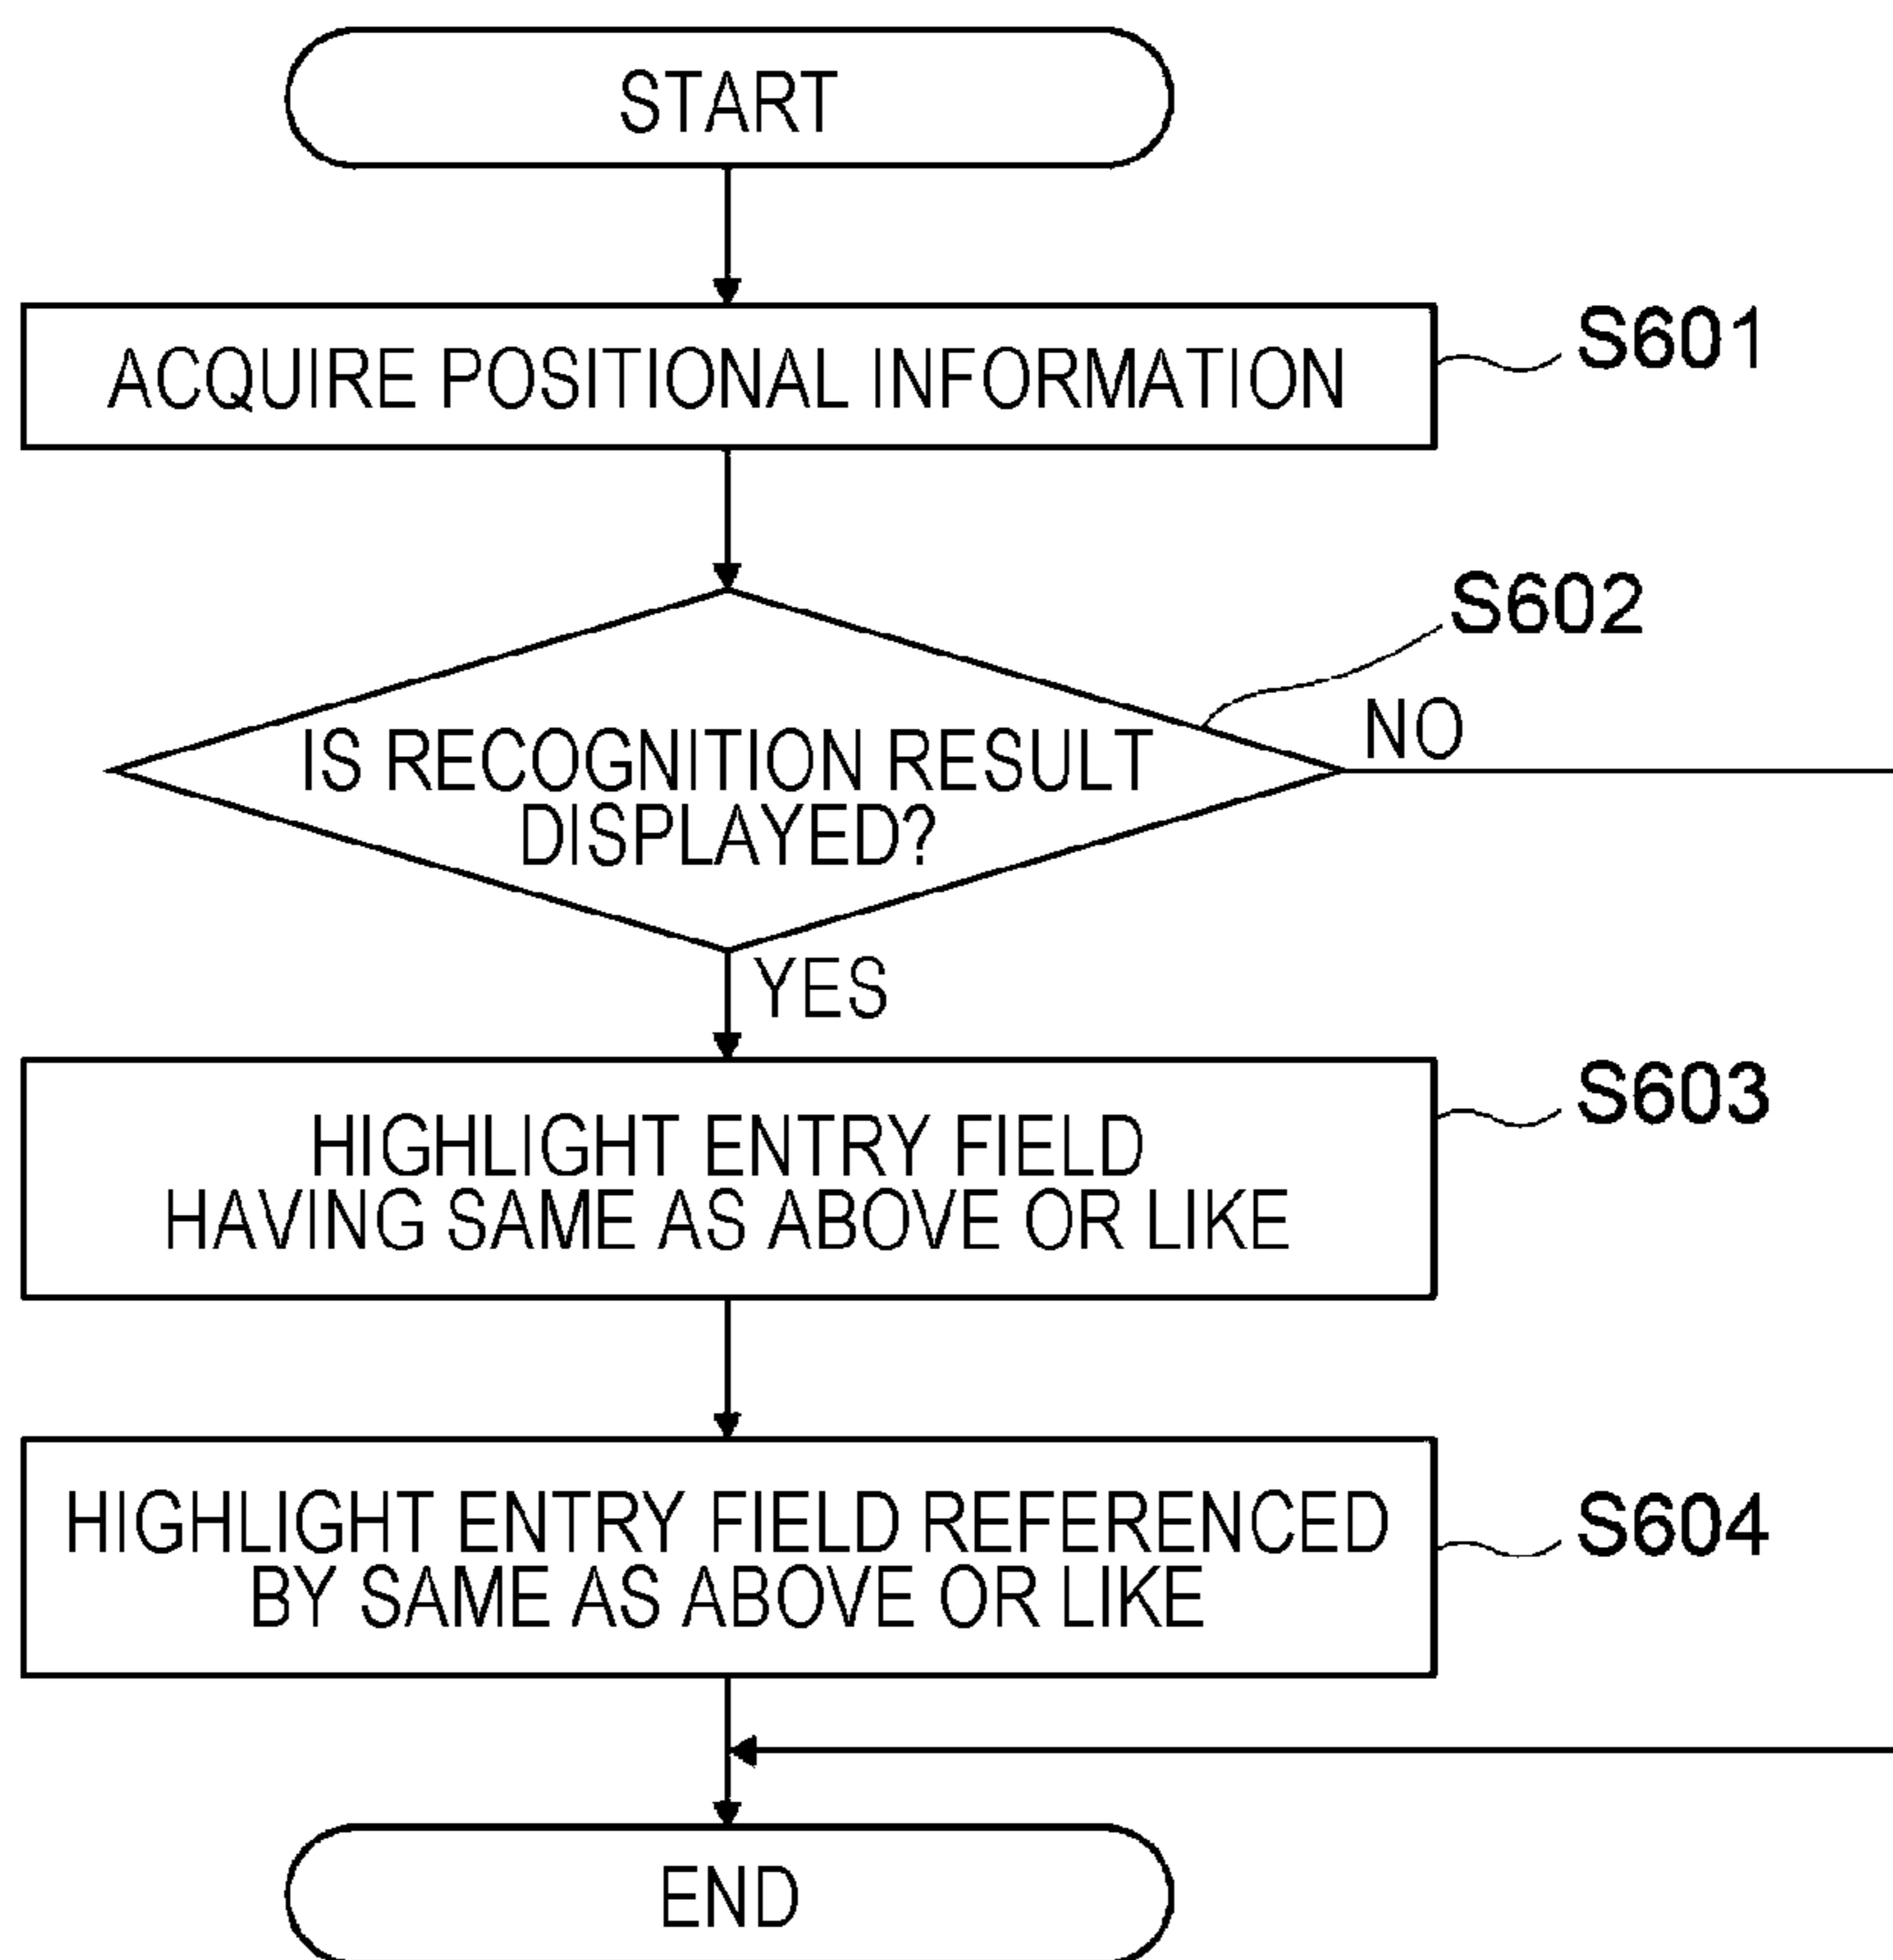 START
ACQUIRE POSITIONAL INFORMATION
S601
S602
IS RECOGNITION RESULT
DISPLAYED?
NO
YES
HIGHLIGHT ENTRY FIELD
HAVING SAME AS ABOVE OR LIKE
S603
HIGHLIGHT ENTRY FIELD REFERENCED
BY SAME AS ABOVE OR LIKE
S604
END